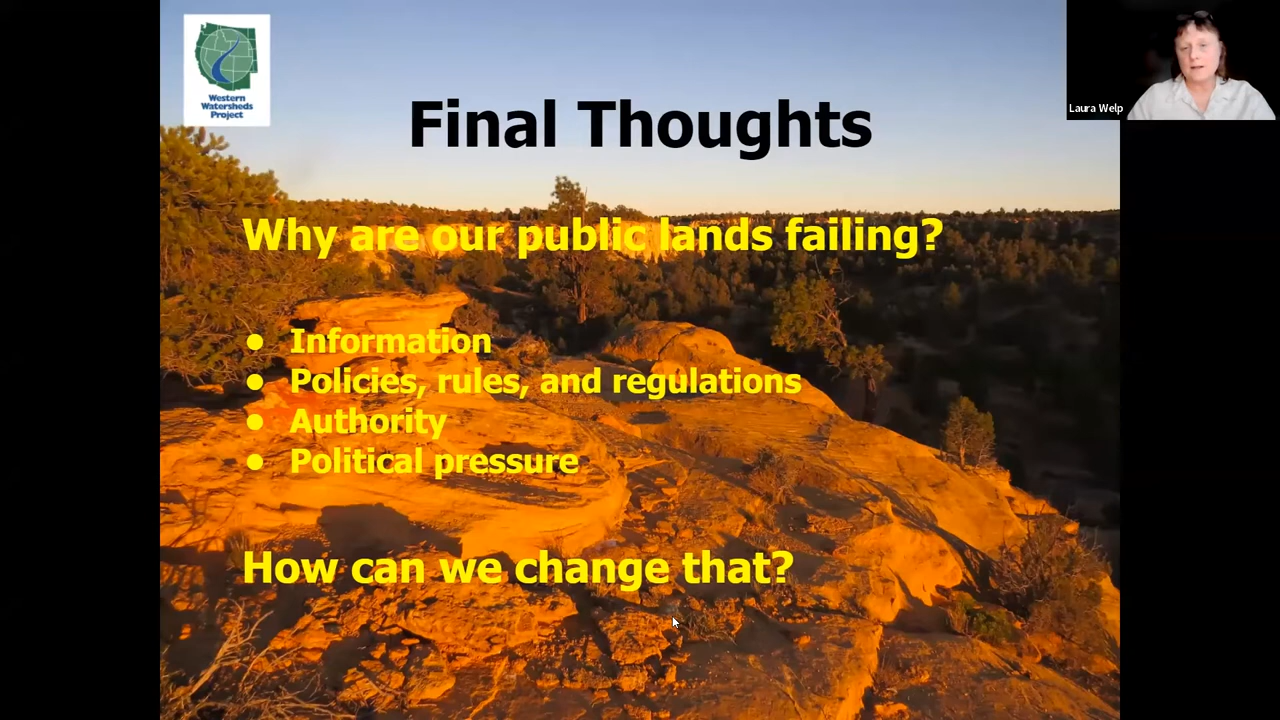 Western
Watersheds
Project
Laura Welp
Final Thoughts
Why are our public lands failing?
● Information
● Policies, rules, and regulations
● Authority
● Political pressure
How can we change that?